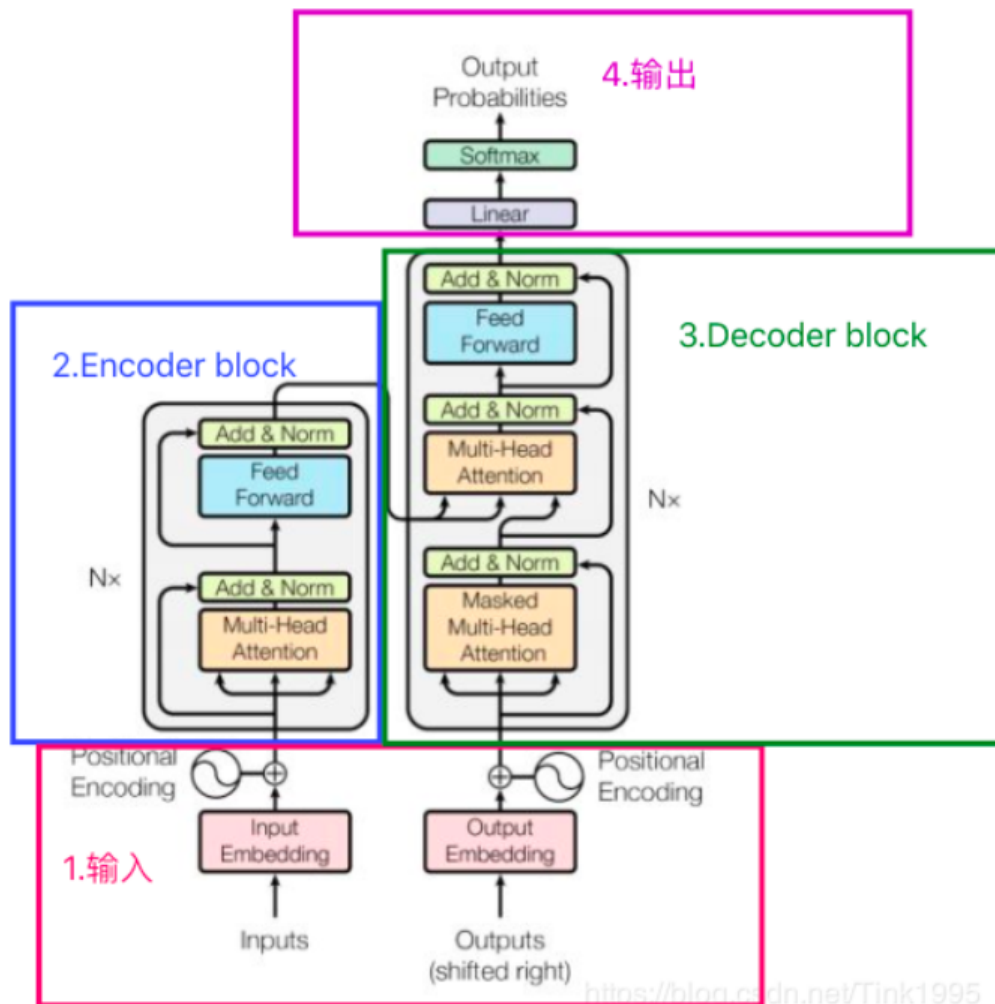 4.输出
Output
Probabilities
Softmax
Linear
3.Decoder block
Add & Norm
Feed
Forward
Add & Norm
Multi-Head
Attention
N×
Add & Norm
Masked
Multi-Head
Attention
2.Encoder block
Add & Norm
Feed
Forward
N×
Add & Norm
Multi-Head
Attention
1.输入
Positional
Encoding
Input
Embedding
Inputs
Output
Embedding
Positional
Encoding
Outputs
(shifted right)
https://blog.csdn.net/Tink1995